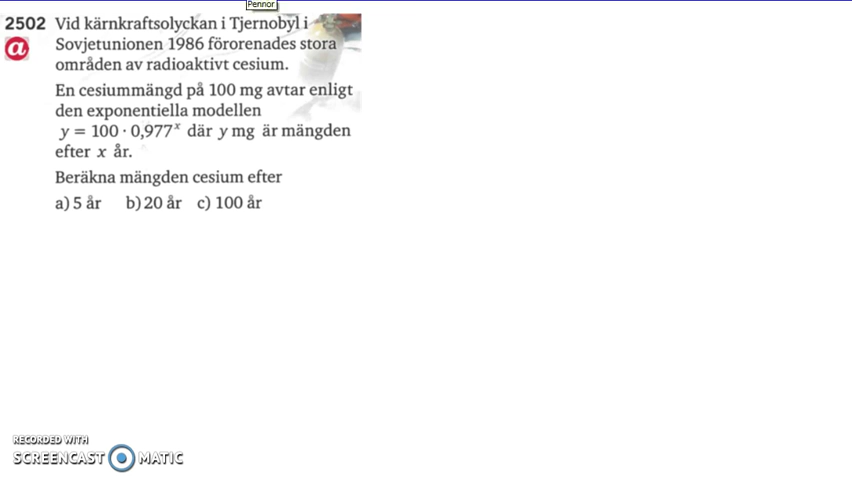 Pennor
2502 Vid kärnkraftsolyckan i Tjernobyl i
a Sovjetunionen 1986 förorenades stora
områden av radioaktivt cesium.
En cesiummängd på 100 mg avtar enligt
den exponentiella modellen
y = 100 · 0,977ˣ där y mg är mängden
efter x år.
Beräkna mängden cesium efter
a) 5 år b) 20 år c) 100 år
RECORDED WITH
SCREENCAST MATIC